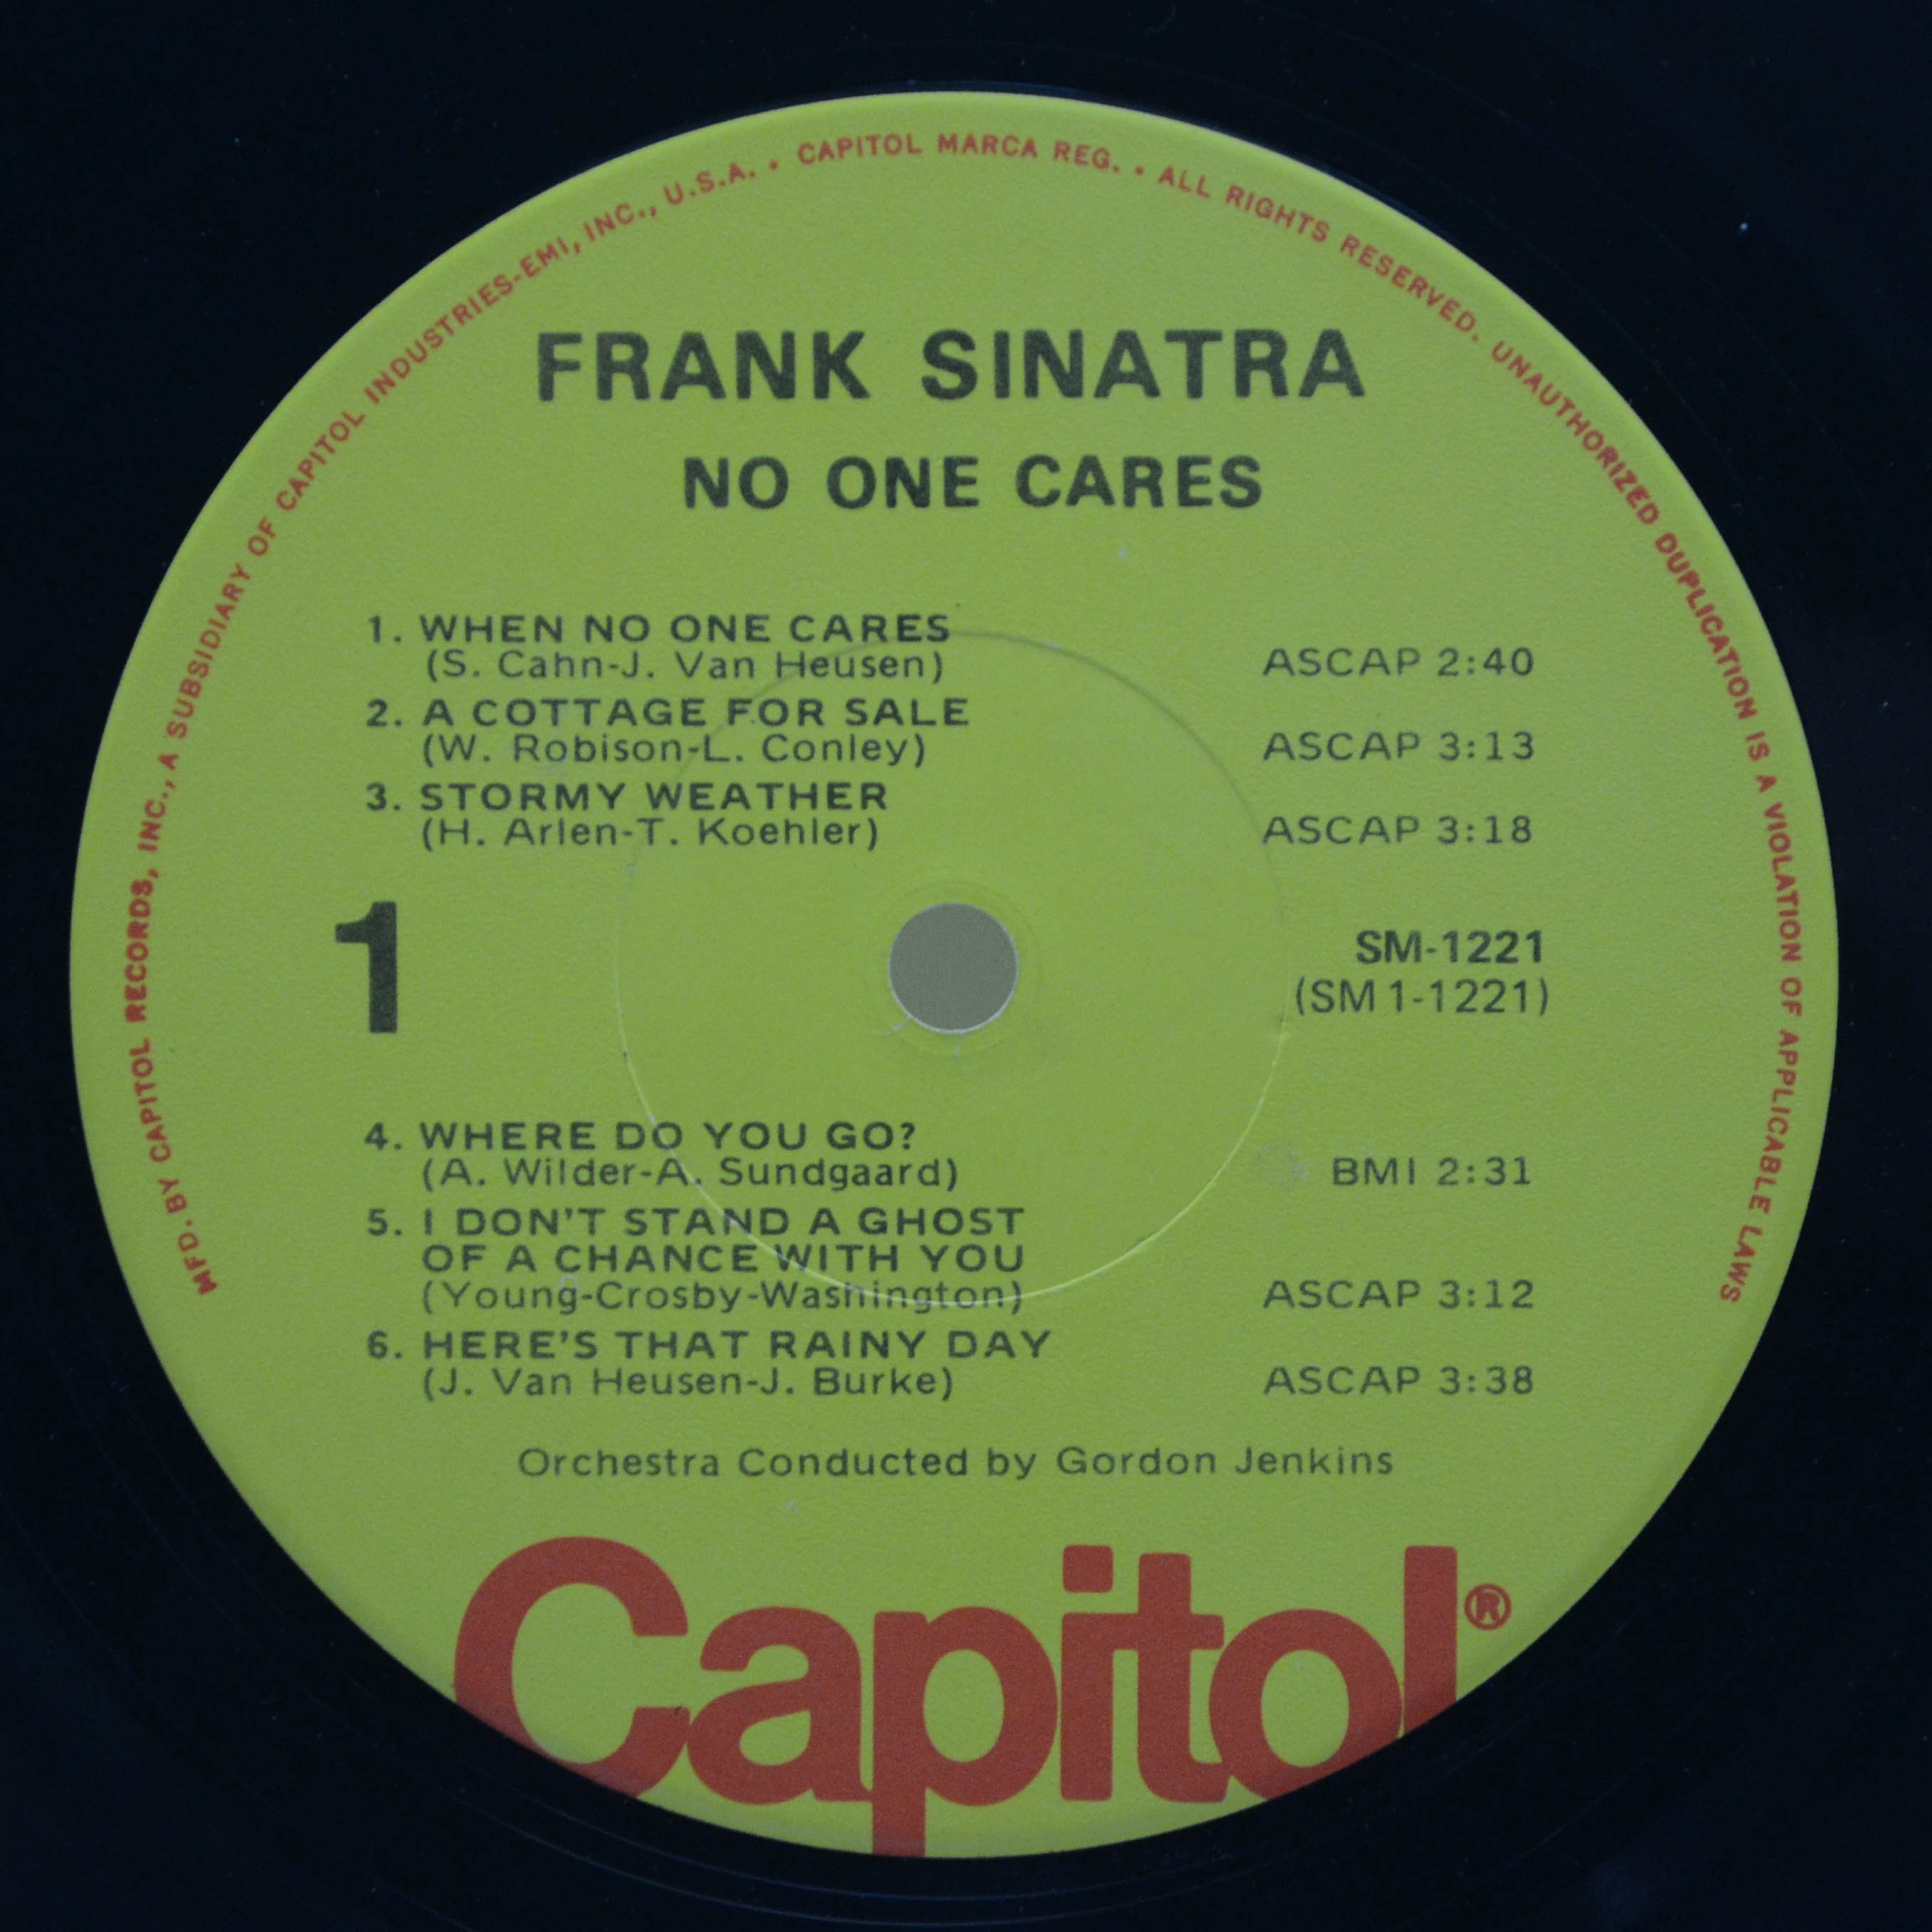 MFD. BY CAPITOL RECORDS, INC., A SUBSIDIARY OF CAPITOL INDUSTRIES-EMI, INC., U.S.A. • CAPITOL MARCA REG. • ALL RIGHTS RESERVED. UNAUTHORIZED DUPLICATION IS A VIOLATION OF APPLICABLE LAWS
FRANK SINATRA
NO ONE CARES
1. WHEN NO ONE CARES
(S. Cahn-J. Van Heusen) ASCAP 2:40
2. A COTTAGE FOR SALE
(W. Robison-L. Conley) ASCAP 3:13
3. STORMY WEATHER
(H. Arlen-T. Koehler) ASCAP 3:18
1
SM-1221
(SM 1-1221)
4. WHERE DO YOU GO?
(A. Wilder-A. Sundgaard) BMI 2:31
5. I DON'T STAND A GHOST
OF A CHANCE WITH YOU
(Young-Crosby-Washington) ASCAP 3:12
6. HERE'S THAT RAINY DAY
(J. Van Heusen-J. Burke) ASCAP 3:38
Orchestra Conducted by Gordon Jenkins
Capitol®